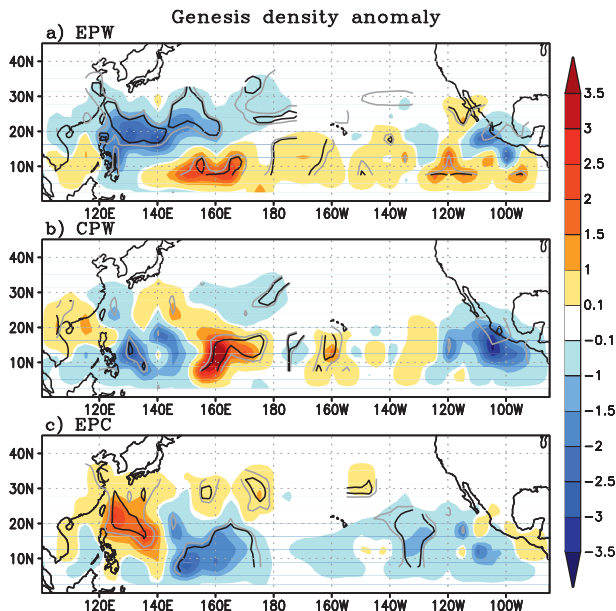 Genesis density anomaly
a) EPW
40N
30N
20N
10N
120E 140E 160E 180 160W 140W 120W 100W
b) CPW
40N
30N
20N
10N
120E 140E 160E 180 160W 140W 120W 100W
c) EPC
40N
30N
20N
10N
120E 140E 160E 180 160W 140W 120W 100W
3.5
3
2.5
2
1.5
1
0.1
-0.1
-1
-1.5
-2
-2.5
-3
-3.5